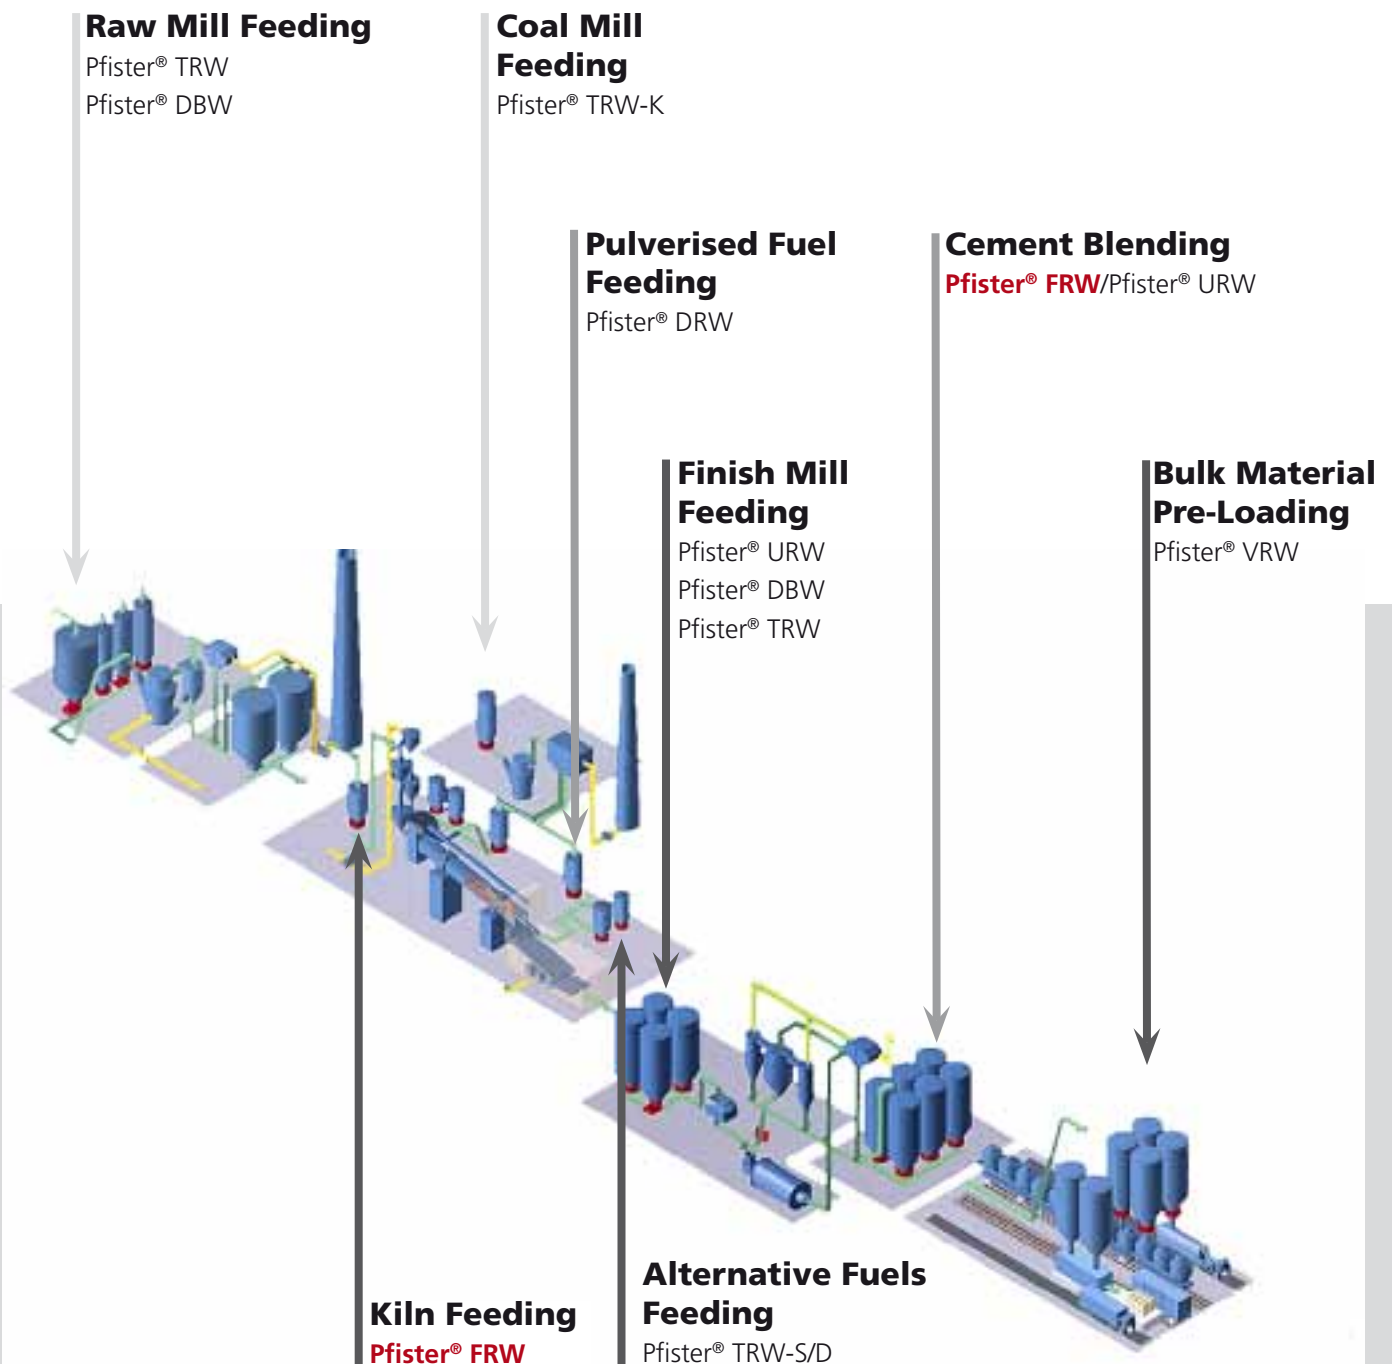 Raw Mill Feeding
Pfister® TRW
Pfister® DBW
Coal Mill
Feeding
Pfister® TRW-K
Pulverised Fuel
Feeding
Pfister® DRW
Cement Blending
Pfister® FRW/Pfister® URW
Finish Mill
Feeding
Pfister® URW
Pfister® DBW
Pfister® TRW
Bulk Material
Pre-Loading
Pfister® VRW
Kiln Feeding
Pfister® FRW
Alternative Fuels
Feeding
Pfister® TRW-S/D